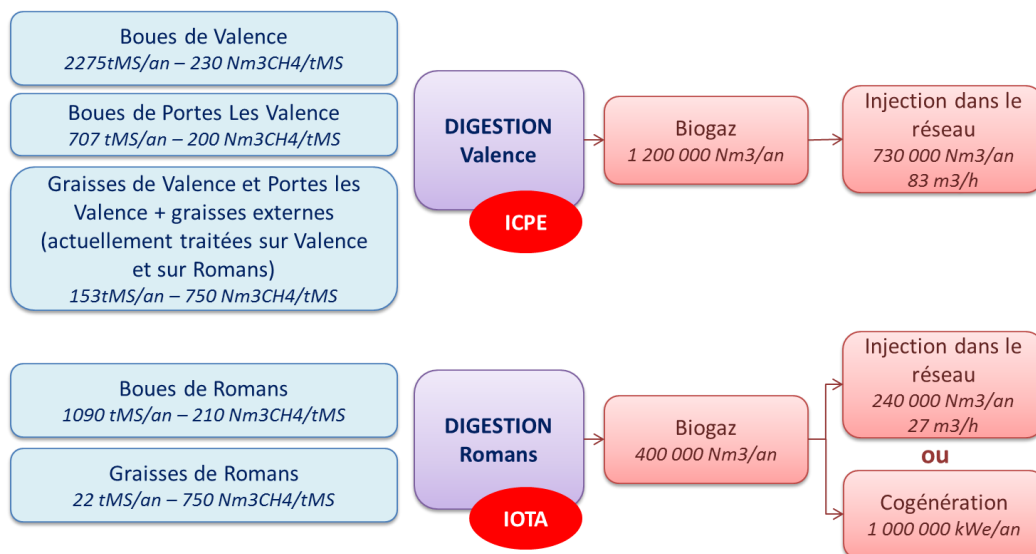 Boues de Valence
2275tMS/an – 230 Nm3CH4/tMS
Boues de Portes Les Valence
707 tMS/an – 200 Nm3CH4/tMS
Graisses de Valence et Portes les
Valence + graisses externes
(actuellement traitées sur Valence
et sur Romans)
153tMS/an – 750 Nm3CH4/tMS
DIGESTION
Valence
ICPE
Biogaz
1 200 000 Nm3/an
Injection dans le
réseau
730 000 Nm3/an
83 m3/h
Boues de Romans
1090 tMS/an – 210 Nm3CH4/tMS
Graisses de Romans
22 tMS/an – 750 Nm3CH4/tMS
DIGESTION
Romans
IOTA
Biogaz
400 000 Nm3/an
Injection dans le
réseau
240 000 Nm3/an
27 m3/h
ou
Cogénération
1 000 000 kWe/an